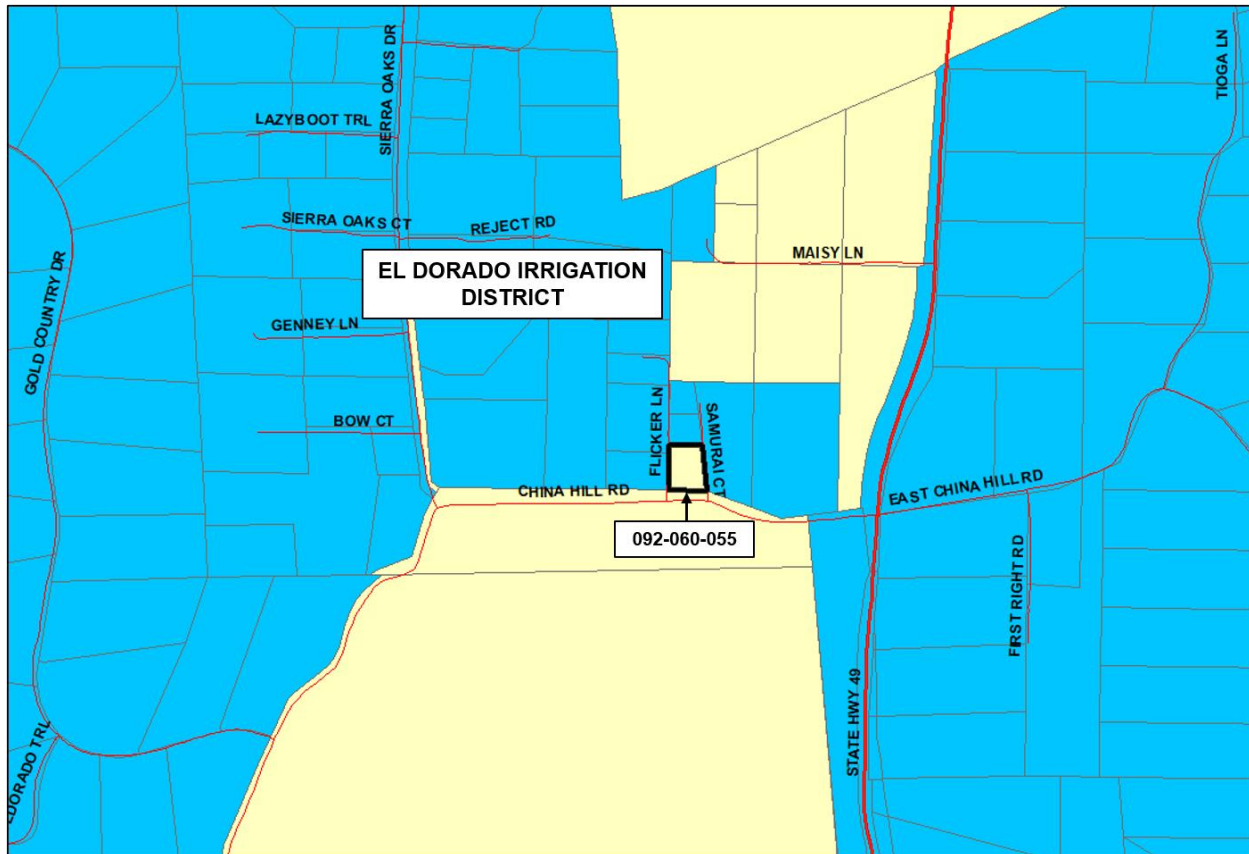 SIERRA OAKS DR
TIOGA LN
LAZYBOOT TRL
SIERRA OAKS CT
REJECT RD
MAISY LN
EL DORADO IRRIGATION
DISTRICT
GOLD COUNTRY DR
GENNEY LN
BOW CT
FLICKER LN
SAMURAI CT
CHINA HILL RD
EAST CHINA HILL RD
092-060-055
FIRST RIGHT RD
STATE HWY 49
LDORADO TRL